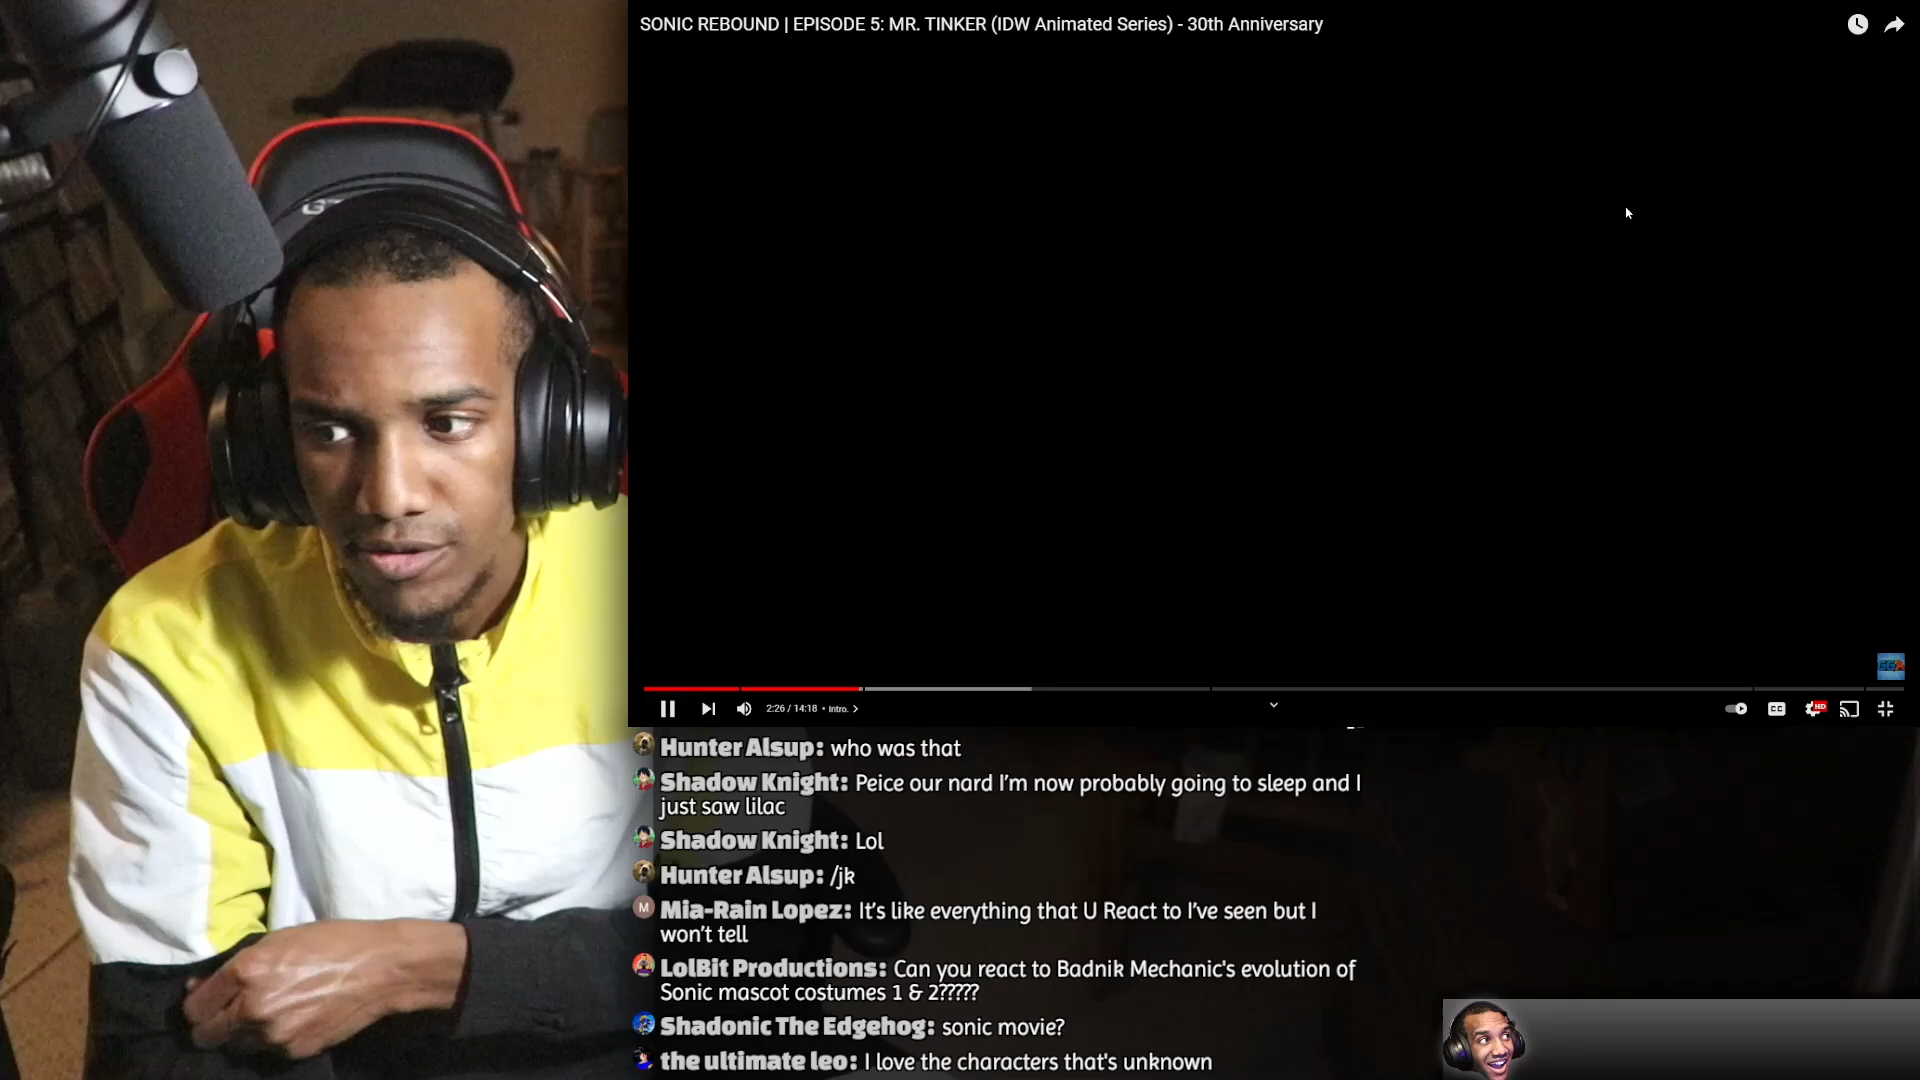 SONIC REBOUND | EPISODE 5: MR. TINKER (IDW Animated Series) - 30th Anniversary
2:26 / 14:18 • Intro.
CC
HD
Hunter Alsup: who was that
Shadow Knight: Peice our nard I'm now probably going to sleep and I
just saw lilac
Shadow Knight: Lol
Hunter Alsup: /jk
M Mia-Rain Lopez: It's like everything that U React to I've seen but I
won't tell
LolBit Productions: Can you react to Badnik Mechanic's evolution of
Sonic mascot costumes 1 & 2?????
Shadonic The Edgehog: sonic movie?
the ultimate leo: I love the characters that's unknown